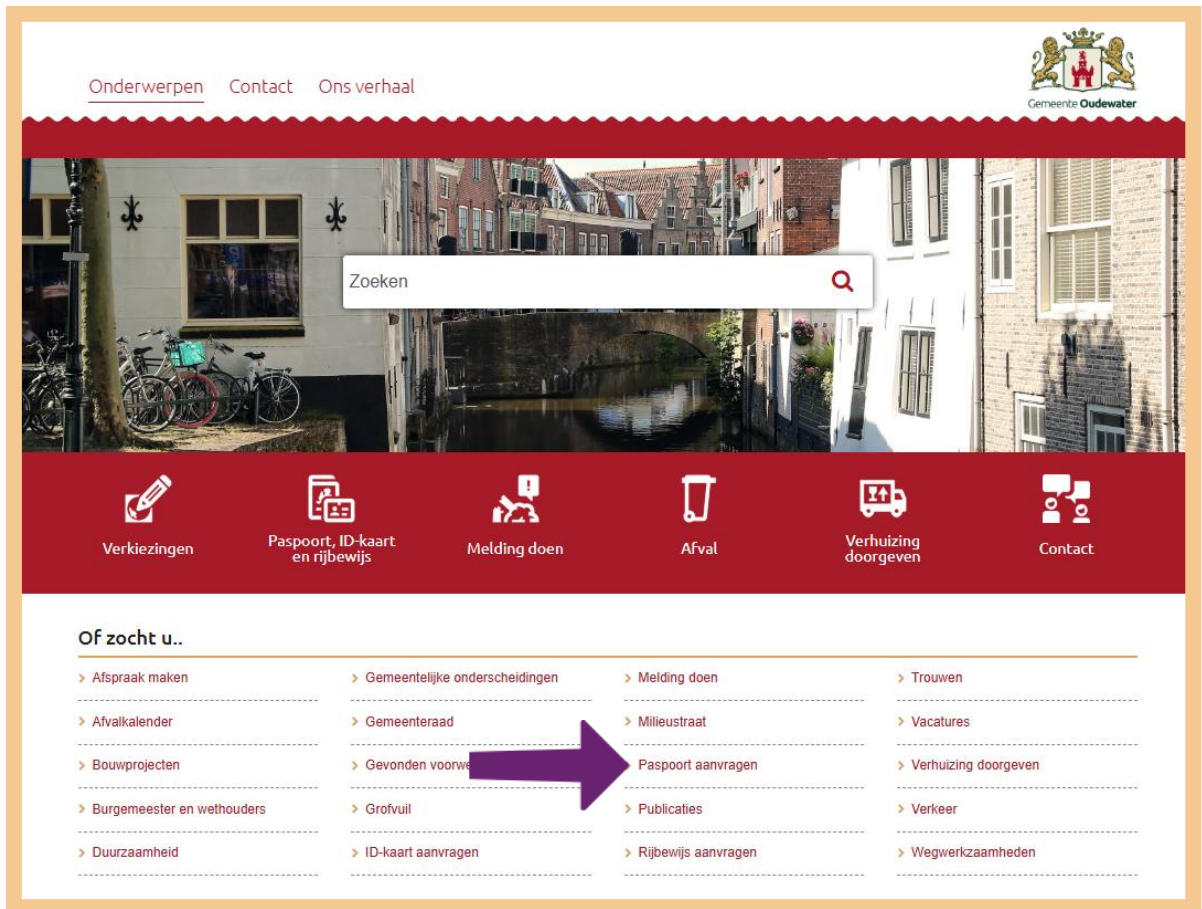 Onderwerpen Contact Ons verhaal
Gemeente Oudewater
Zoeken
Verkiezingen
Paspoort, ID-kaart
en rijbewijs
Melding doen
Afval
Verhuizing
doorgeven
Contact
Of zocht u..
Afspraak maken
Afvalkalender
Bouwprojecten
Burgemeester en wethouders
Duurzaamheid
Gemeentelijke onderscheidingen
Gemeenteraad
Gevonden
Grofvuil
ID-kaart aanvragen
Melding doen
Milieustraat
Paspoort aanvragen
Publicaties
Rijbewijs aanvragen
Trouwen
Vacatures
Verhuizing doorgeven
Verkeer
Wegwerkzaamheden